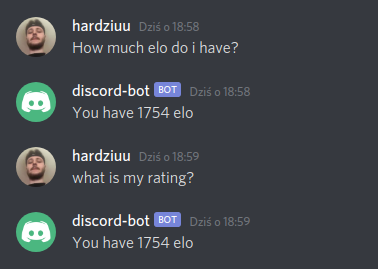 hardziuu Dziś o 18:58
How much elo do i have?
discord-bot BOT Dziś o 18:58
You have 1754 elo
hardziuu Dziś o 18:59
what is my rating?
discord-bot BOT Dziś o 18:59
You have 1754 elo